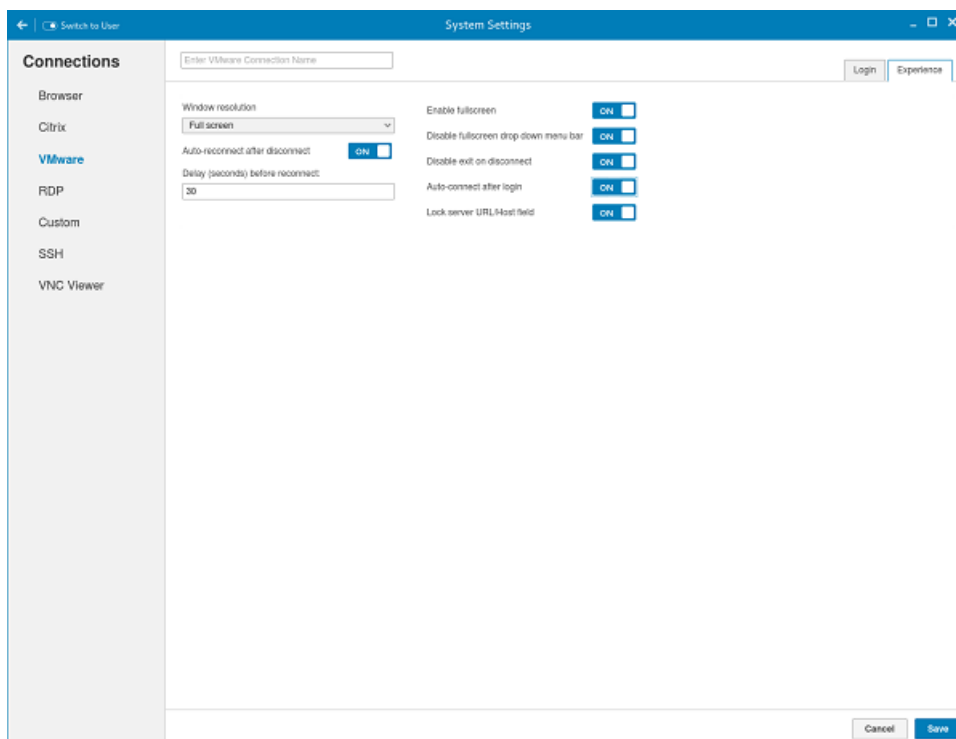 Switch to User
System Settings
Connections
Browser
Citrix
VMware
RDP
Custom
SSH
VNC Viewer
Enter VMware Connection Name
Login
Experience
Window resolution
Full screen
Auto-reconnect after disconnect
ON
Delay (seconds) before reconnect:
30
Enable fullscreen
ON
Disable fullscreen drop down menu bar
ON
Disable exit on disconnect
ON
Auto-connect after login
ON
Lock server URL/Host field
ON
Cancel
Save